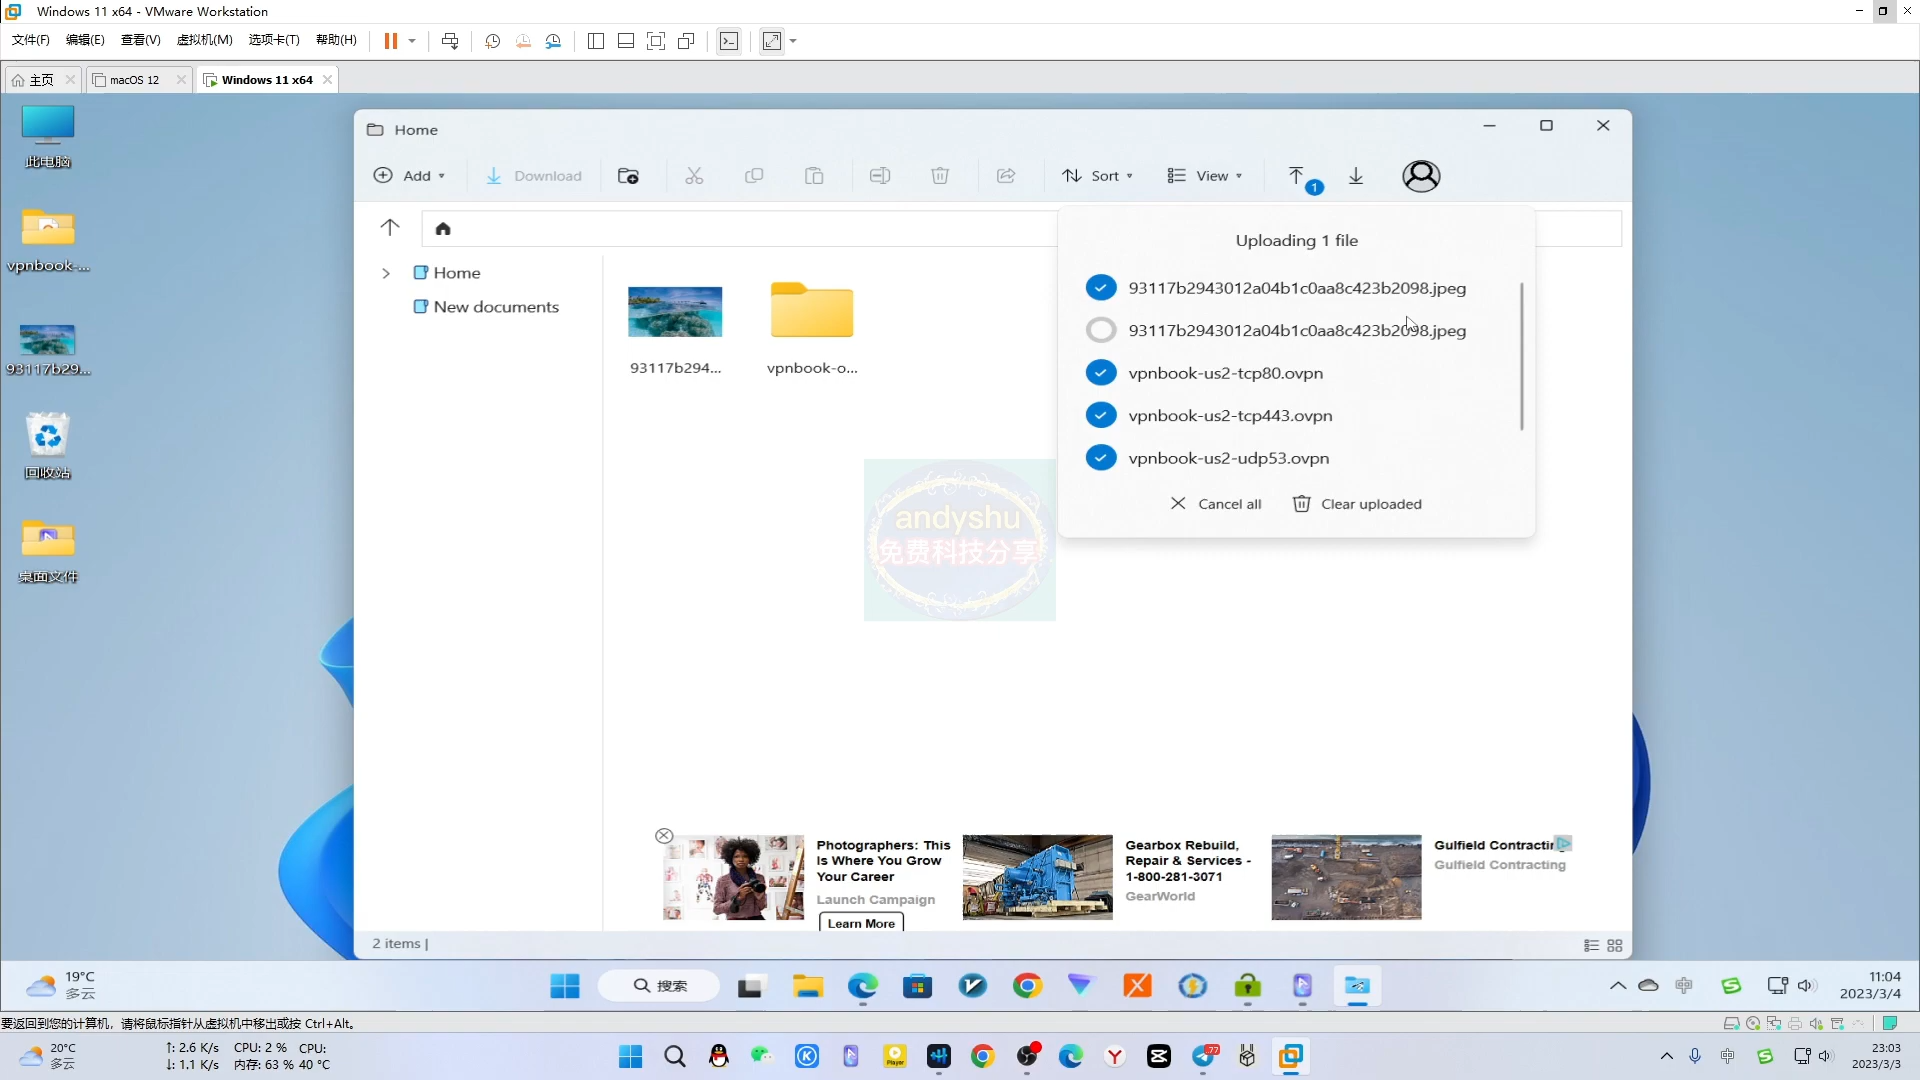 Windows 11 x64 - VMware Workstation
文件(F) 编辑(E) 查看(V) 虚拟机(M) 选项卡(T) 帮助(H)
主页 macOS 12 Windows 11 x64
此电脑
vpnbook-...
93117b29...
回收站
桌面文件
Home
Add Download Sort View 1
Home
New documents
93117b294... vpnbook-o...
Uploading 1 file
93117b2943012a04b1c0aa8c423b2098.jpeg
93117b2943012a04b1c0aa8c423b2098.jpeg
vpnbook-us2-tcp80.ovpn
vpnbook-us2-tcp443.ovpn
vpnbook-us2-udp53.ovpn
Cancel all Clear uploaded
andyshu
免费科技分享
Photographers: This
Is Where You Grow
Your Career
Launch Campaign
Learn More
Gearbox Rebuild,
Repair & Services -
1-800-281-3071
GearWorld
Gulfield Contractin
Gulfield Contracting
2 items |
19°C
多云
搜索
中
11:04
2023/3/4
要返回到您的计算机，请将鼠标指针从虚拟机中移出或按 Ctrl+Alt。
20°C
多云
↑: 2.6 K/s CPU: 2 % CPU:
↓: 1.1 K/s 内存: 63 % 40 °C
Player
77
中
23:03
2023/3/3